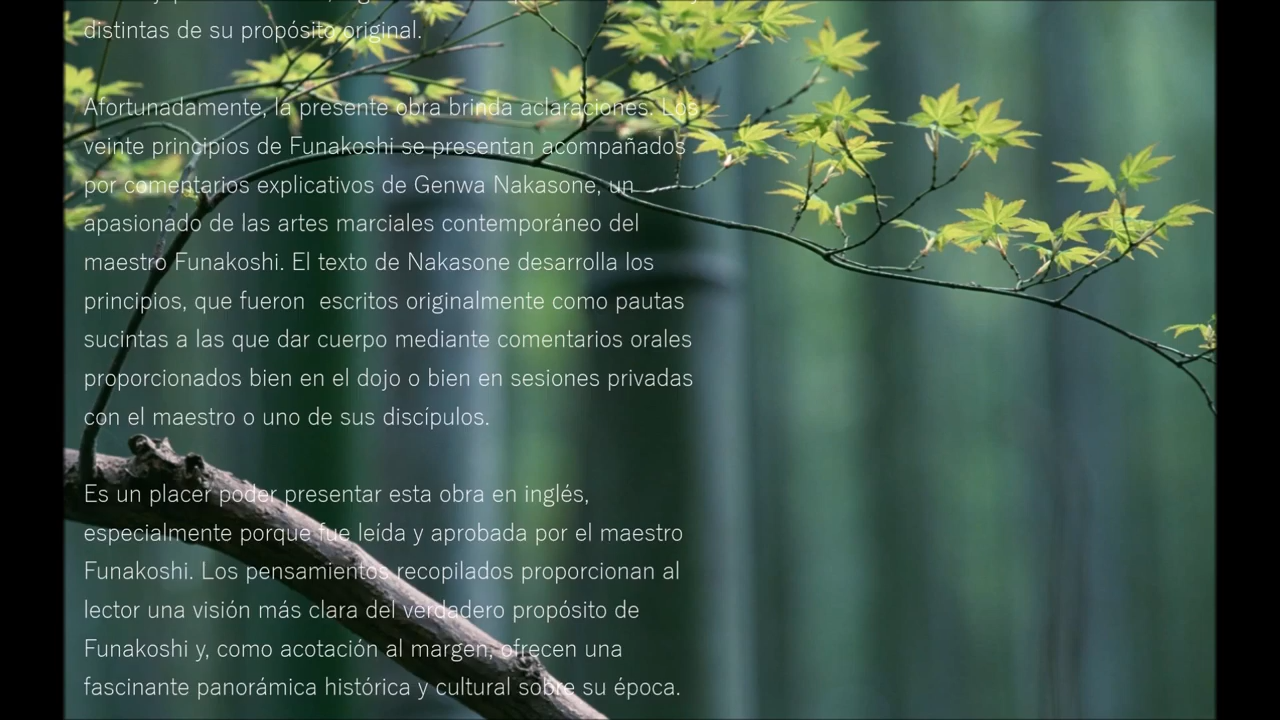 distintas de su propósito original.
Afortunadamente, la presente obra brinda aclaraciones. Los
veinte principios de Funakoshi se presentan acompañados
por comentarios explicativos de Genwa Nakasone, un
apasionado de las artes marciales contemporáneo del
maestro Funakoshi. El texto de Nakasone desarrolla los
principios, que fueron  escritos originalmente como pautas
sucintas a las que dar cuerpo mediante comentarios orales
proporcionados bien en el dojo o bien en sesiones privadas
con el maestro o uno de sus discípulos.
Es un placer poder presentar esta obra en inglés,
especialmente porque fue leída y aprobada por el maestro
Funakoshi. Los pensamientos recopilados proporcionan al
lector una visión más clara del verdadero propósito de
Funakoshi y, como acotación al margen, ofrecen una
fascinante panorámica histórica y cultural sobre su época.